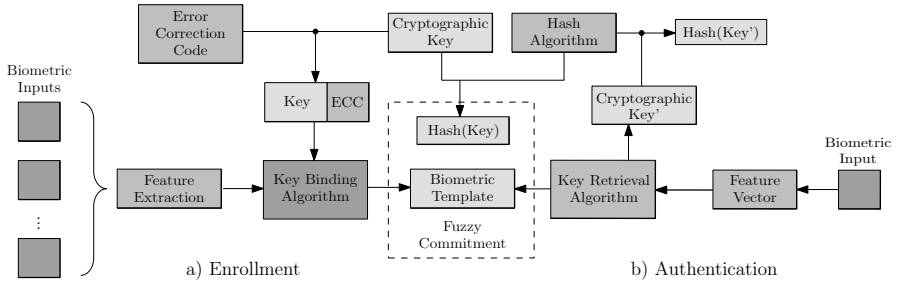 Error
Correction
Code
Cryptographic
Key
Hash
Algorithm
Hash(Key')
Biometric
Inputs
Key
ECC
Cryptographic
Key'
Hash(Key)
Biometric
Input
Feature
Extraction
Key Binding
Algorithm
Biometric
Template
Key Retrieval
Algorithm
Feature
Vector
⋮
Fuzzy
Commitment
a) Enrollment
b) Authentication